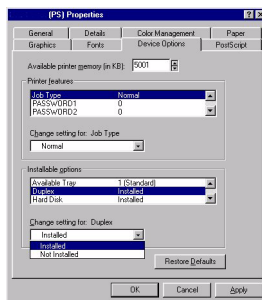 (PS) Properties
General Details Color Management Paper
Graphics Fonts Device Options PostScript
Available printer memory (in KB): 5001
Printer features
Job Type Normal
PASSWORD1 0
PASSWORD2 0
Change setting for: Job Type
Normal
Installable options
Available Tray 1 (Standard)
Duplex Installed
Hard Disk Installed
Change setting for: Duplex
Installed
Installed
Not Installed
Restore Defaults
OK Cancel Apply